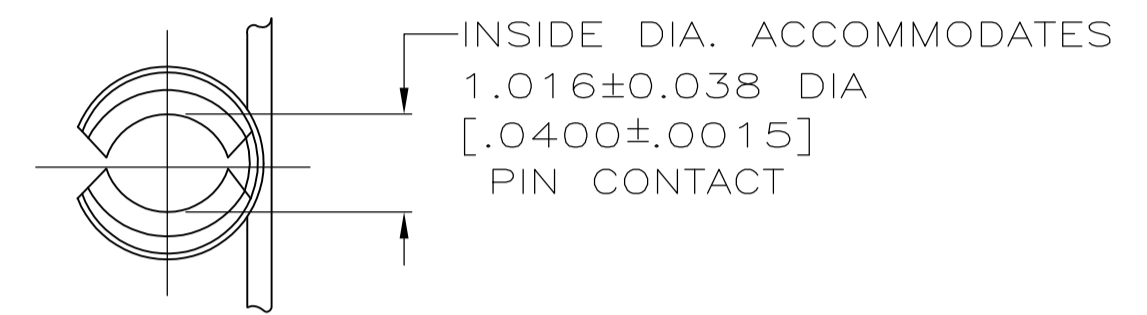 INSIDE DIA. ACCOMMODATES
1.016±0.038 DIA
[.0400±.0015]
PIN CONTACT